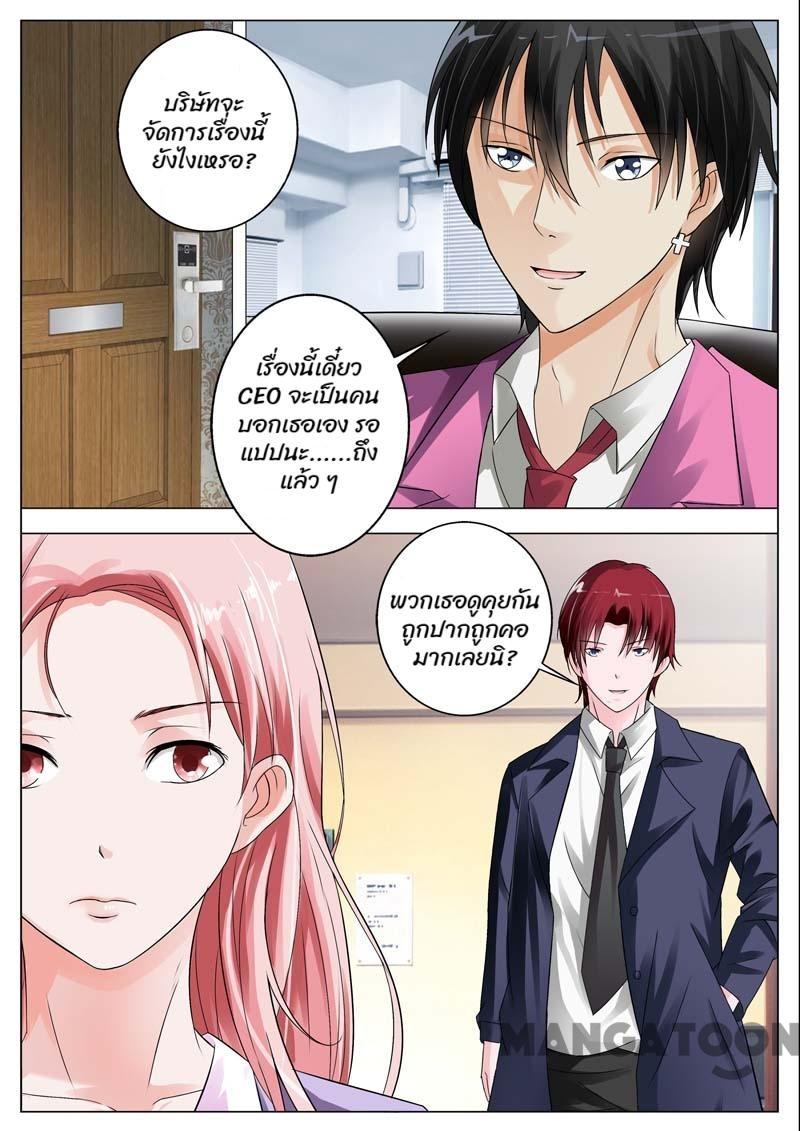 บริษัทจะ
จัดการเรื่องนี้
ยังไงเหรอ?
เรื่องนี้เดี๋ยว
CEO จะเป็นคน
บอกเธอเอง รอ
แปปนะ......ถึง
แล้ว ๆ
พวกเธอดูคุยกัน
ถูกปากถูกคอ
มากเลยนิ?
MANGATOON